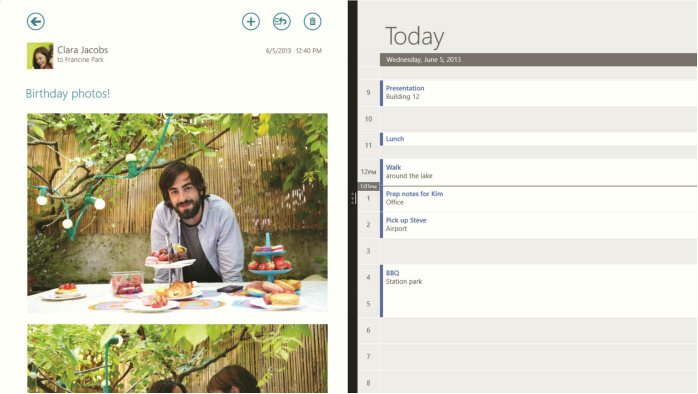 Clara Jacobs
to Francine Park
6/5/2013 12:40 PM
Birthday photos!
Today
Wednesday, June 5, 2013
9
Presentation
Building 12
10
11
Lunch
12PM
Walk
around the lake
1:01PM
1
Prep notes for Kim
Office
2
Pick up Steve
Airport
3
4
BBQ
Station park
5
6
7
8